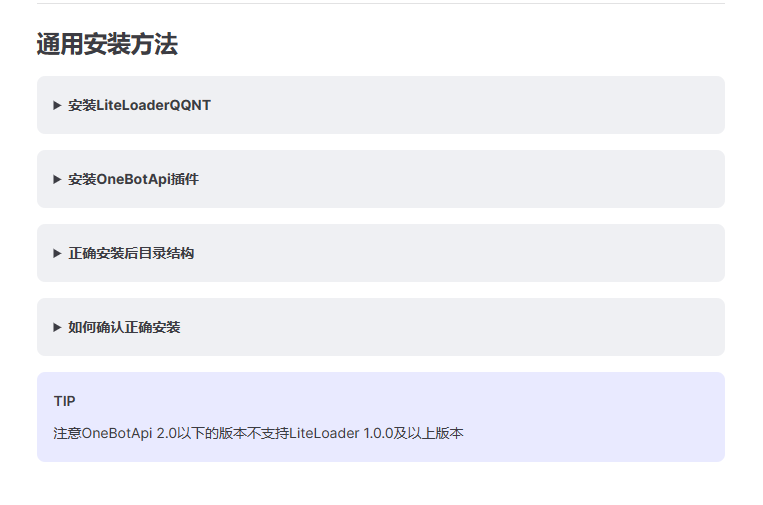 通用安装方法
安装LiteLoaderQQNT
安装OneBotApi插件
正确安装后目录结构
如何确认正确安装
TIP
注意OneBotApi 2.0以下的版本不支持LiteLoader 1.0.0及以上版本